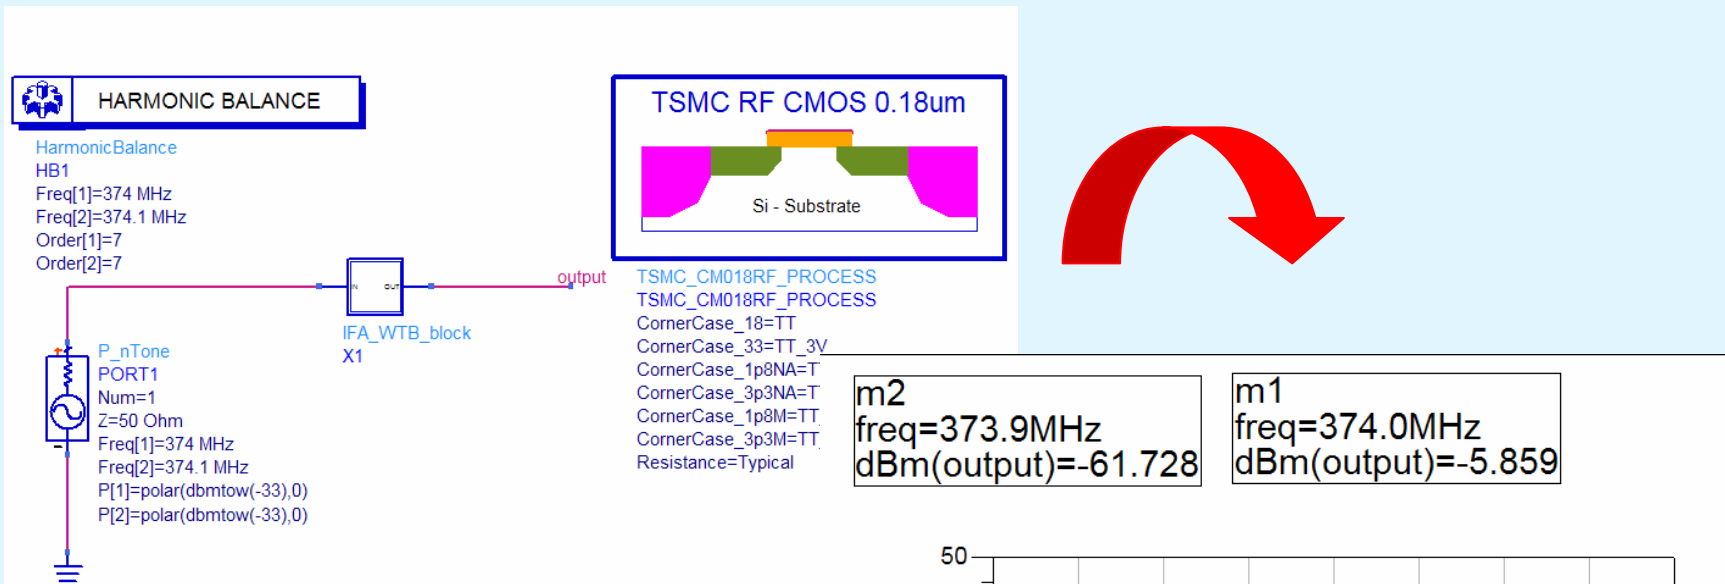 HARMONIC BALANCE
HarmonicBalance
HB1
Freq[1]=374 MHz
Freq[2]=374.1 MHz
Order[1]=7
Order[2]=7
IN
OUT
output
IFA_WTB_block
X1
P_nTone
PORT1
Num=1
Z=50 Ohm
Freq[1]=374 MHz
Freq[2]=374.1 MHz
P[1]=polar(dbmtow(-33),0)
P[2]=polar(dbmtow(-33),0)
TSMC RF CMOS 0.18um
Si - Substrate
TSMC_CM018RF_PROCESS
TSMC_CM018RF_PROCESS
CornerCase_18=TT
CornerCase_33=TT_3V
CornerCase_1p8NA=T
CornerCase_3p3NA=T
CornerCase_1p8M=TT_
CornerCase_3p3M=TT_
Resistance=Typical
m2
freq=373.9MHz
dBm(output)=-61.728
m1
freq=374.0MHz
dBm(output)=-5.859
50